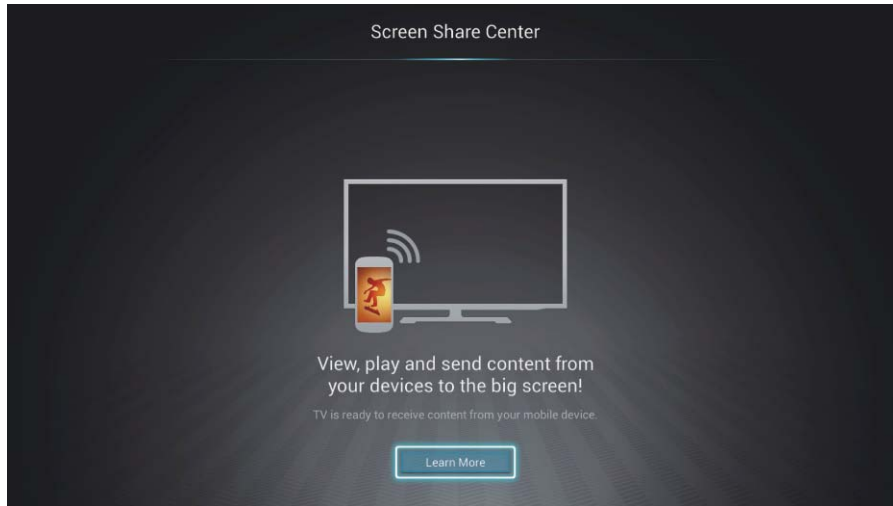 Screen Share Center
View, play and send content from
your devices to the big screen!
TV is ready to receive content from your mobile device.
Learn More